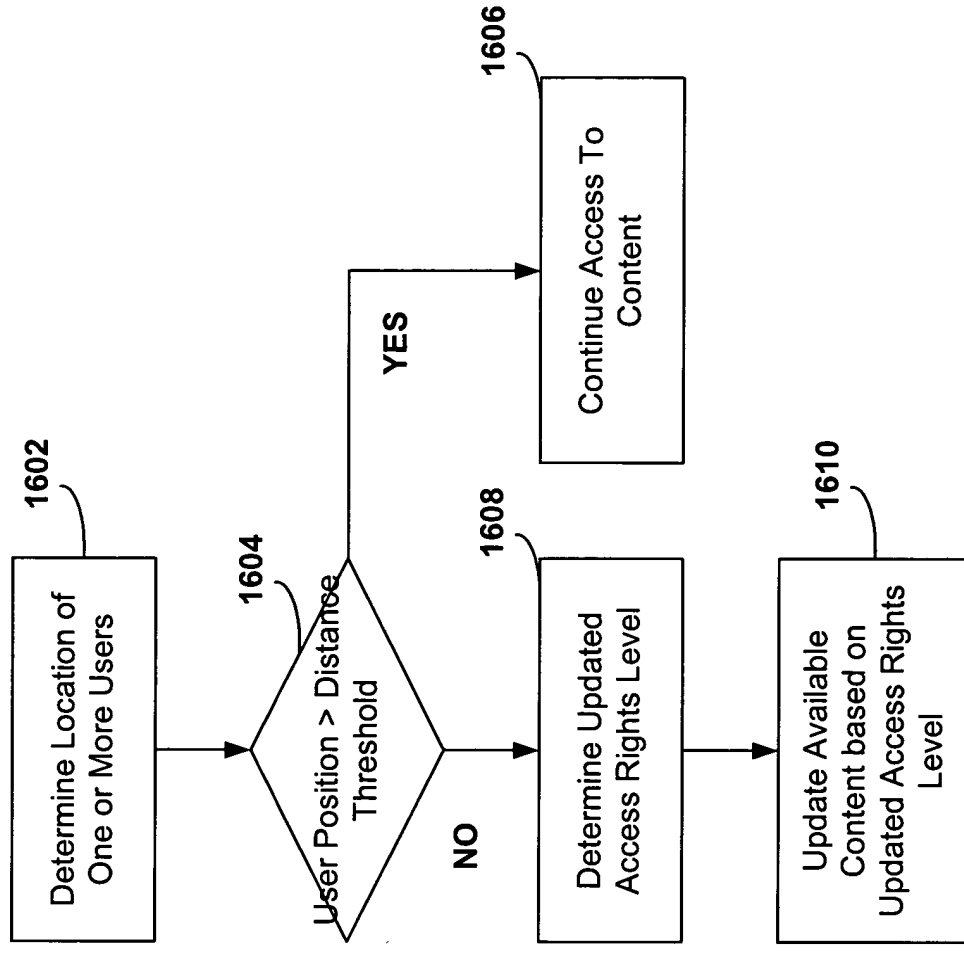 1602
Determine Location of
One or More Users
1604
User Position > Distance
Threshold
YES
NO
1606
Continue Access To
Content
1608
Determine Updated
Access Rights Level
1610
Update Available
Content based on
Updated Access Rights
Level